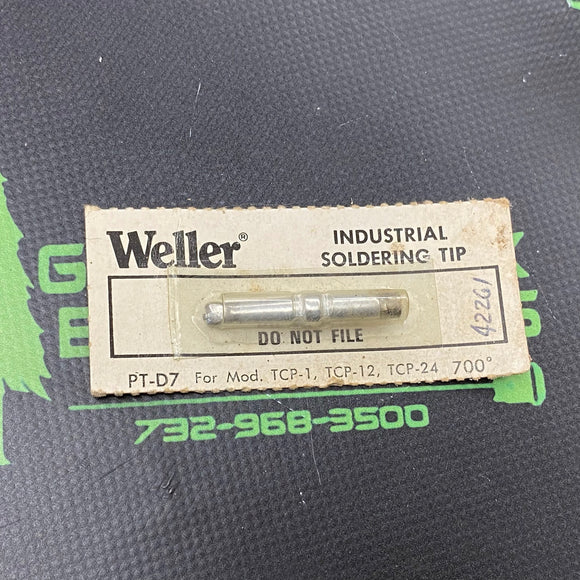 Weller®
INDUSTRIAL
SOLDERING TIP
DO NOT FILE
42261
PT-D7 For Mod. TCP-1, TCP-12, TCP-24 700°
732-968-3500